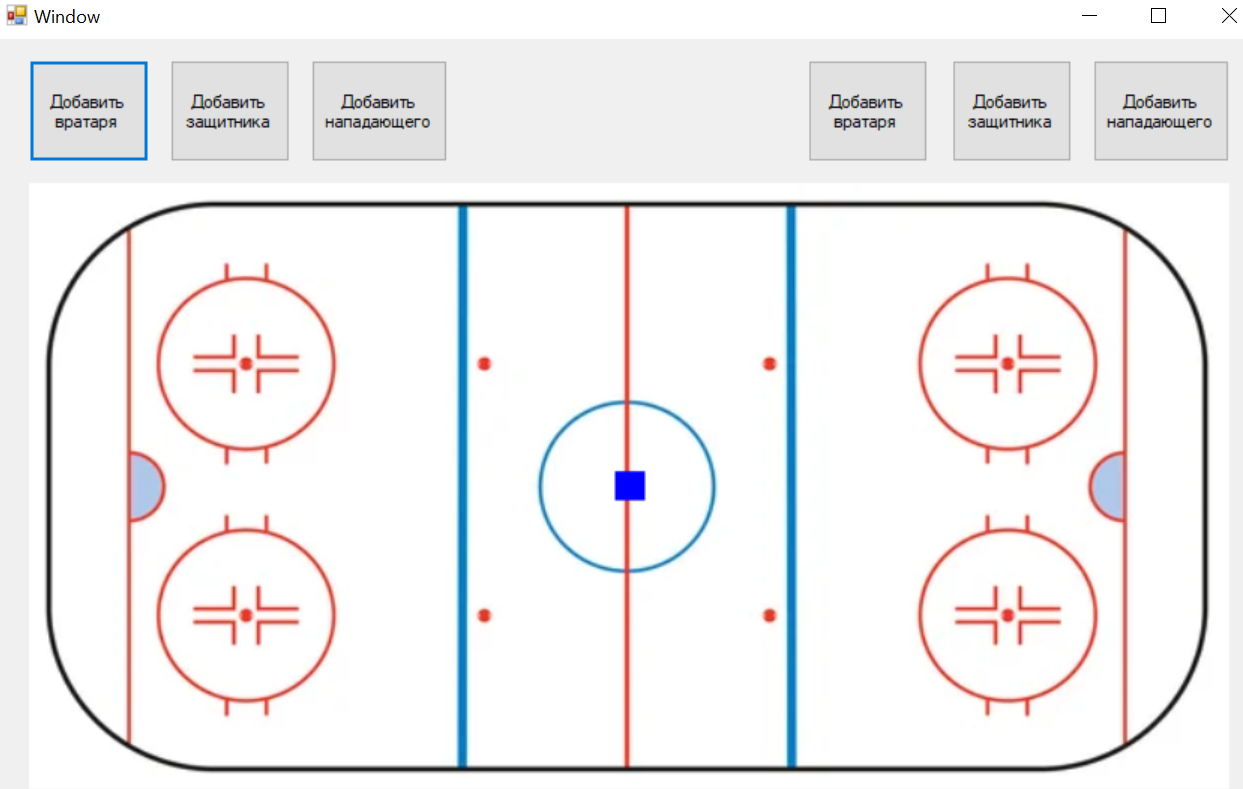 Window
Добавить
вратаря
Добавить
защитника
Добавить
нападающего
Добавить
вратаря
Добавить
защитника
Добавить
нападающего